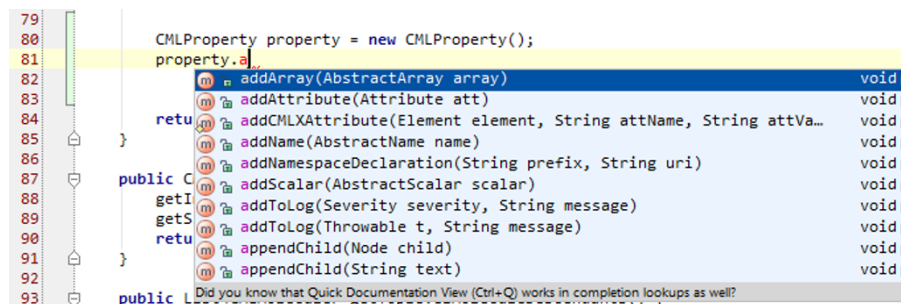 79
80 CMLProperty property = new CMLProperty();
81 property.a
82 m addArray(AbstractArray array) void
83 m addAttribute(Attribute att) void
84 retu m addCMLXAttribute(Element element, String attName, String attVa… void
85 } m addName(AbstractName name) void
86 m addNamespaceDeclaration(String prefix, String uri) void
87 public C m addScalar(AbstractScalar scalar) void
88 getI m addToLog(Severity severity, String message) void
89 getS m addToLog(Throwable t, String message) void
90 retu m appendChild(Node child) void
91 } m appendChild(String text) void
92 Did you know that Quick Documentation View (Ctrl+Q) works in completion lookups as well?
93 public